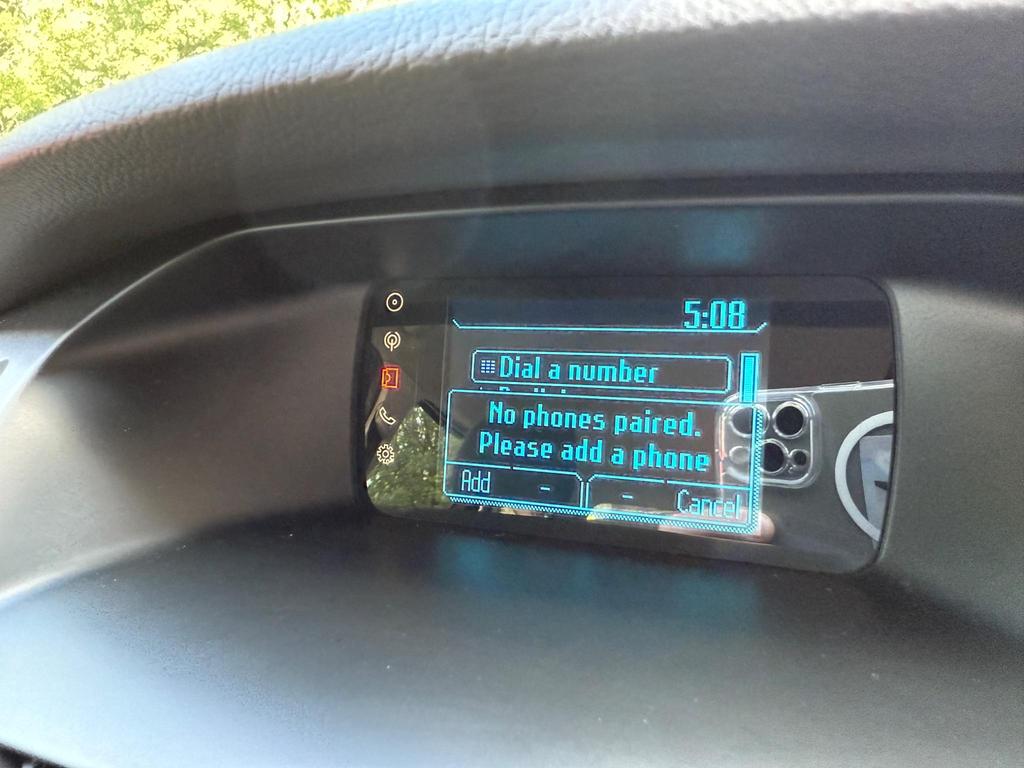 5:08
Dial a number
No phones paired.
Please add a phone
Add - - Cancel